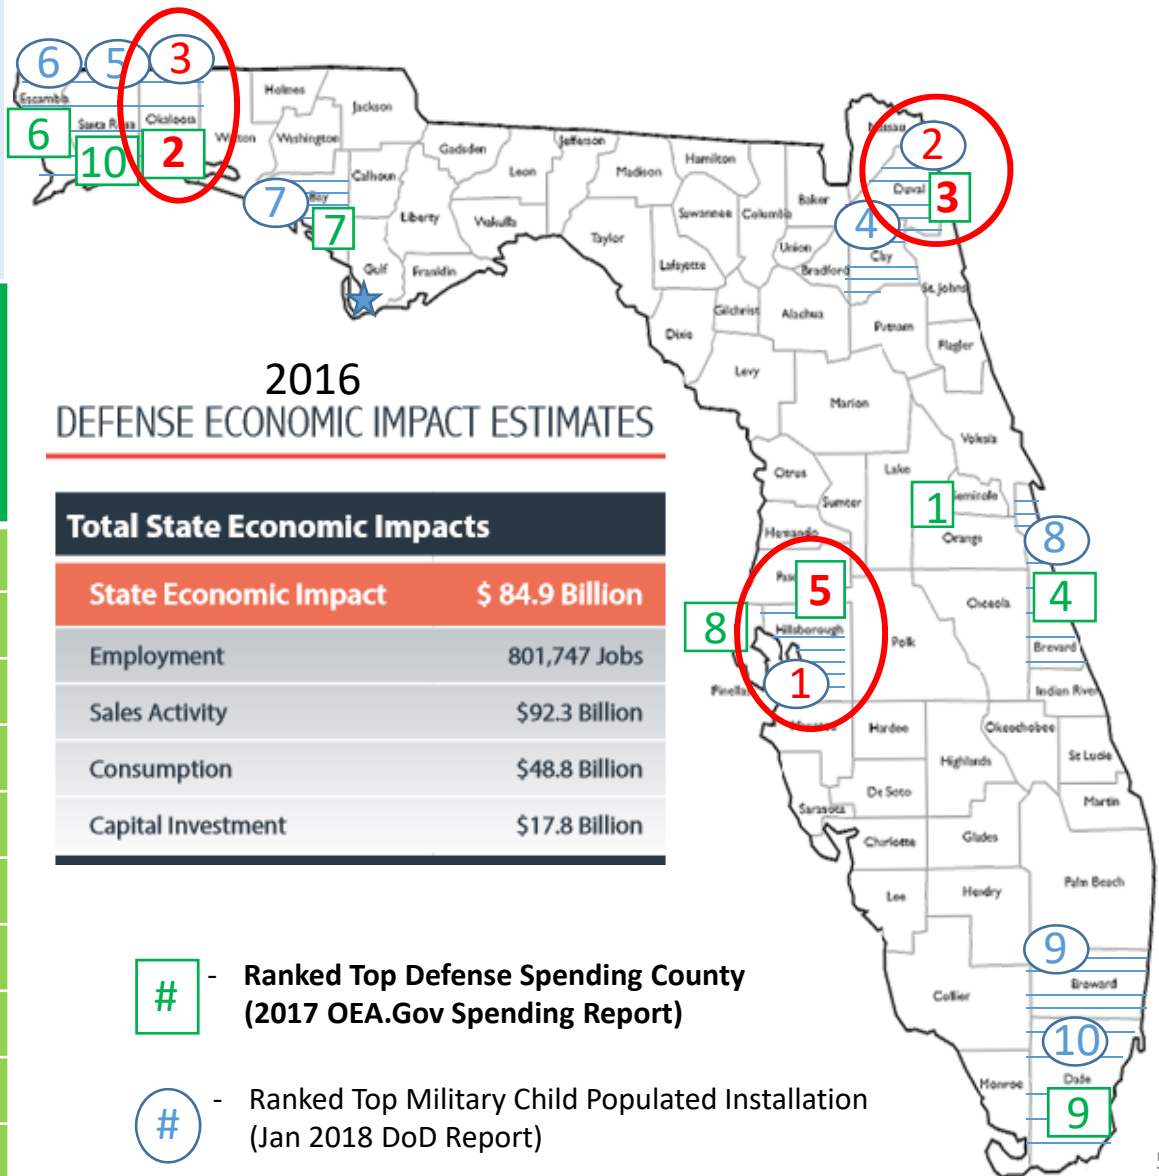 6
5
3
Escambia
Santa Rosa
Okaloosa
Walton
Holmes
Washington
Jackson
6
10
2
7
Bay
7
Calhoun
Gulf
Liberty
Gadsden
Leon
Wakulla
Franklin
Jefferson
Madison
Taylor
Hamilton
Suwannee
Columbia
Lafayette
Dixie
Gilchrist
Baker
Union
Bradford
Alachua
Levy
Nassau
2
Duval
3
4
Clay
St. Johns
Putnam
Flagler
Marion
Volusia
Citrus
Lake
Sumter
Hernando
1
Seminole
Orange
8
Pasco
5
Osceola
4
8
Hillsborough
Polk
Brevard
Pinellas
1
Indian River
Manatee
Hardee
Okeechobee
Highlands
St Lucie
Sarasota
De Soto
Martin
Charlotte
Glades
Lee
Hendry
Palm Beach
9
Broward
Collier
10
Monroe
Dade
9
2016
DEFENSE ECONOMIC IMPACT ESTIMATES
Total State Economic Impacts
State Economic Impact $ 84.9 Billion
Employment 801,747 Jobs
Sales Activity $92.3 Billion
Consumption $48.8 Billion
Capital Investment $17.8 Billion
# - Ranked Top Defense Spending County
(2017 OEA.Gov Spending Report)
# - Ranked Top Military Child Populated Installation
(Jan 2018 DoD Report)